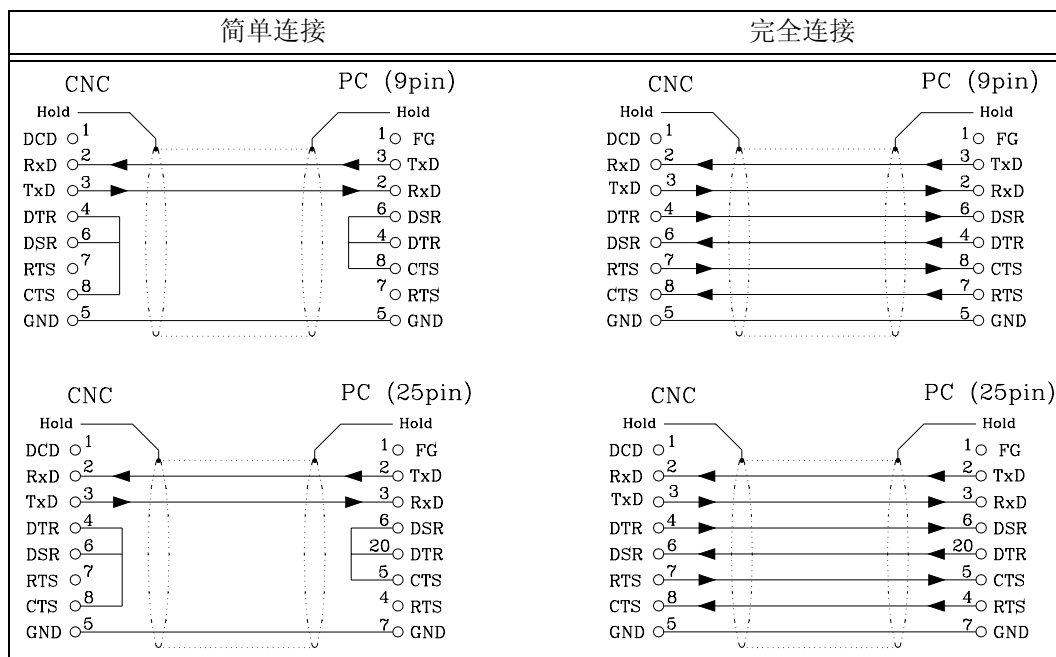 简单连接 完全连接
CNC PC (9pin) CNC PC (9pin)
Hold Hold Hold Hold
DCD 1 1 FG DCD 1 1 FG
RxD 2 3 TxD RxD 2 3 TxD
TxD 3 2 RxD TxD 3 2 RxD
DTR 4 6 DSR DTR 4 6 DSR
DSR 6 4 DTR DSR 6 4 DTR
RTS 7 8 CTS RTS 7 8 CTS
CTS 8 7 RTS CTS 8 7 RTS
GND 5 5 GND GND 5 5 GND
CNC PC (25pin) CNC PC (25pin)
Hold Hold Hold Hold
DCD 1 1 FG DCD 1 1 FG
RxD 2 2 TxD RxD 2 2 TxD
TxD 3 3 RxD TxD 3 3 RxD
DTR 4 6 DSR DTR 4 6 DSR
DSR 6 20 DTR DSR 6 20 DTR
RTS 7 5 CTS RTS 7 5 CTS
CTS 8 4 RTS CTS 8 4 RTS
GND 5 7 GND GND 5 7 GND